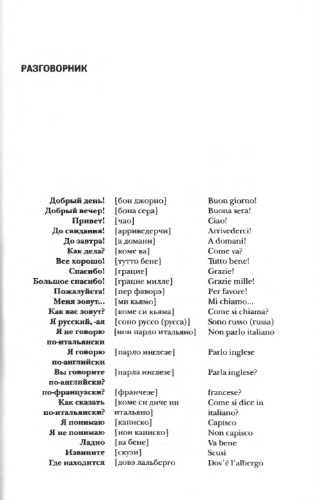 РАЗГОВОРНИК
Добрый день! [бон джорно] Buon giorno!
Добрый вечер! [бона сера] Buona sera!
Привет! [чао] Ciao!
До свидания! [арриведерчи] Arrivederci!
До завтра! [а домани] A domani!
Как дела? [коме ва] Come va?
Все хорошо! [тутто бене] Tutto bene!
Спасибо! [грацие] Grazie!
Большое спасибо! [грацие милле] Grazie mille!
Пожалуйста! [пер фаворэ] Per favore!
Меня зовут... [ми кьямо] Mi chiamo...
Как вас зовут? [коме си кьяма] Come si chiama?
Я русский, -ая [соно руссо (русса)] Sono russo (russa)
Я не говорю [нон парло итальяно] Non parlo italiano
по-итальянски
Я говорю [парло инглезе] Parlo inglese
по-английски
Вы говорите [парла инглезе] Parla inglese?
по-английски?
по-французски? [франчезе] francese?
Как сказать [коме си диче ин Come si dice in
по-итальянски? итальяно] italiano?
Я понимаю [каписко] Capisco
Я не понимаю [нон каписко] Non capisco
Ладно [ва бене] Va bene
Извините [скузи] Scusi
Где находится [довэ лальберго Dov'é l'albergo